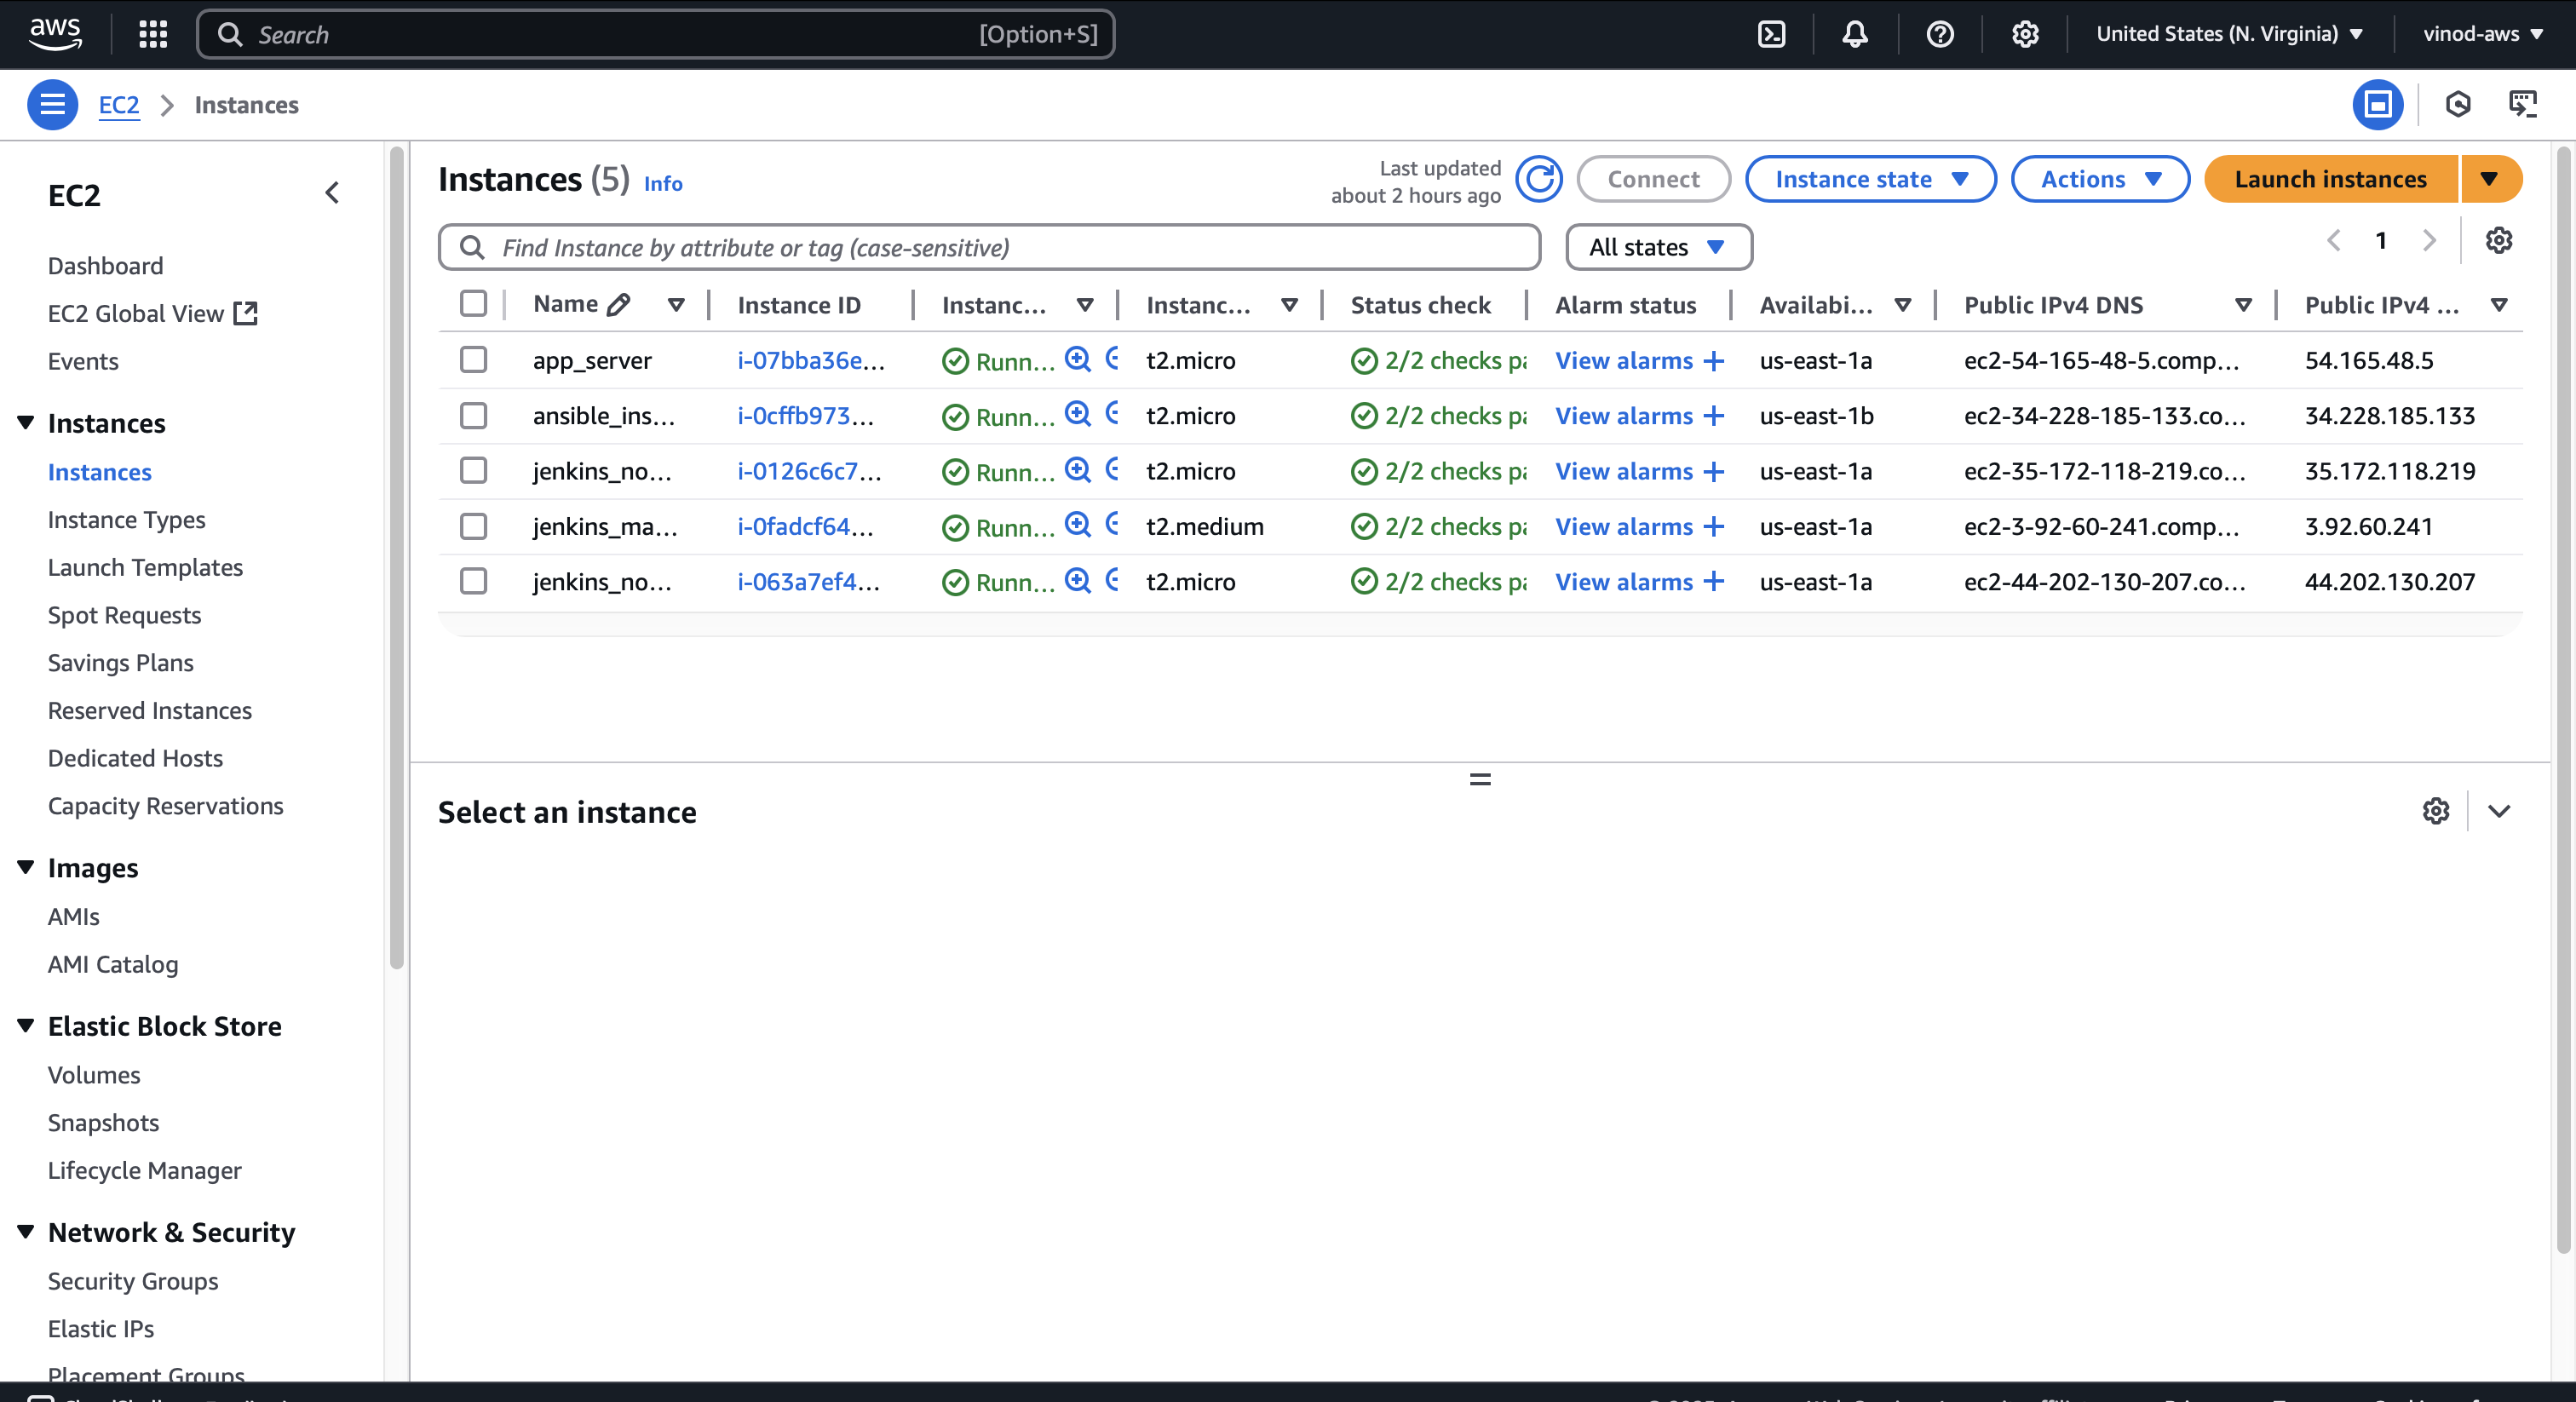 aws
Search [Option+S]
United States (N. Virginia)
vinod-aws
EC2 Instances
EC2
Dashboard
EC2 Global View
Events
Instances
Instances
Instance Types
Launch Templates
Spot Requests
Savings Plans
Reserved Instances
Dedicated Hosts
Capacity Reservations
Images
AMIs
AMI Catalog
Elastic Block Store
Volumes
Snapshots
Lifecycle Manager
Network & Security
Security Groups
Elastic IPs
Placement Groups
Instances (5) Info
Last updated
about 2 hours ago
Connect
Instance state
Actions
Launch instances
Find Instance by attribute or tag (case-sensitive)
All states
1
Name Instance ID Instanc... Instanc... Status check Alarm status Availabi... Public IPv4 DNS Public IPv4 ...
app_server i-07bba36e... Runn... t2.micro 2/2 checks pa View alarms + us-east-1a ec2-54-165-48-5.comp... 54.165.48.5
ansible_ins... i-0cffb973... Runn... t2.micro 2/2 checks pa View alarms + us-east-1b ec2-34-228-185-133.co... 34.228.185.133
jenkins_no... i-0126c6c7... Runn... t2.micro 2/2 checks pa View alarms + us-east-1a ec2-35-172-118-219.co... 35.172.118.219
jenkins_ma... i-0fadcf64... Runn... t2.medium 2/2 checks pa View alarms + us-east-1a ec2-3-92-60-241.comp... 3.92.60.241
jenkins_no... i-063a7ef4... Runn... t2.micro 2/2 checks pa View alarms + us-east-1a ec2-44-202-130-207.co... 44.202.130.207
Select an instance